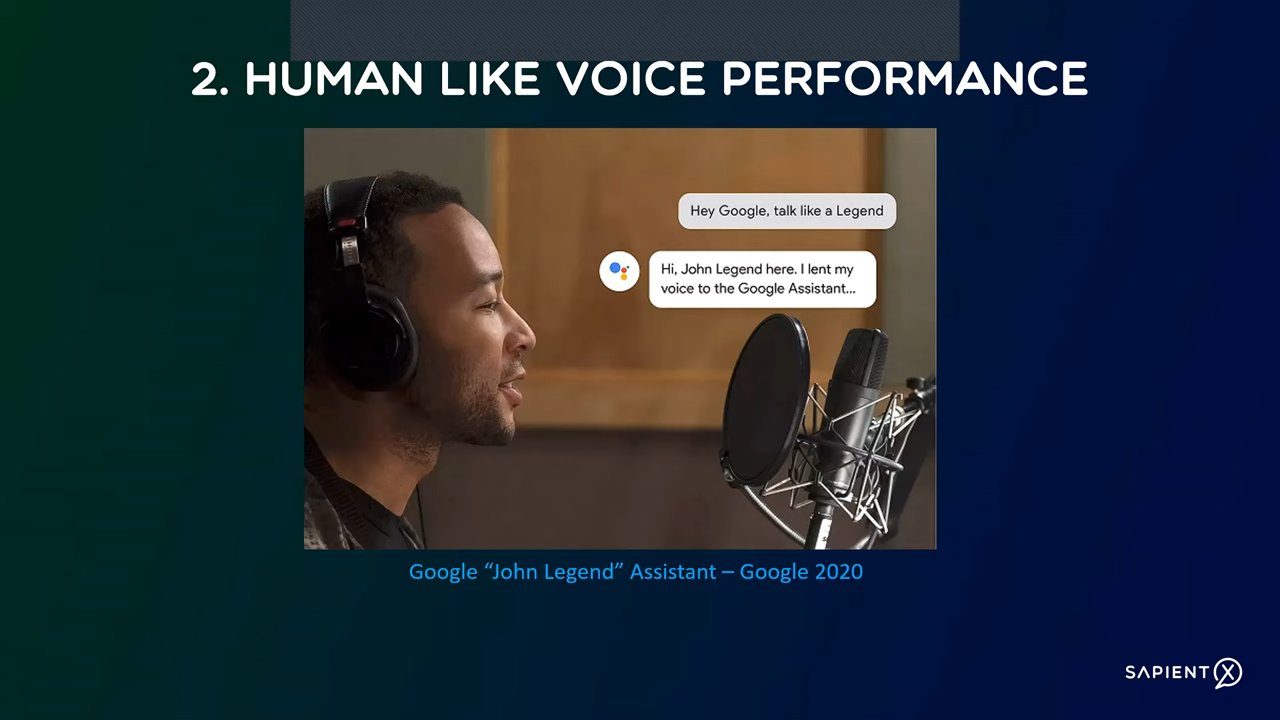 2. HUMAN LIKE VOICE PERFORMANCE
Hey Google, talk like a Legend
Hi, John Legend here. I lent my
voice to the Google Assistant...
Google “John Legend” Assistant – Google 2020
SAPIENT X